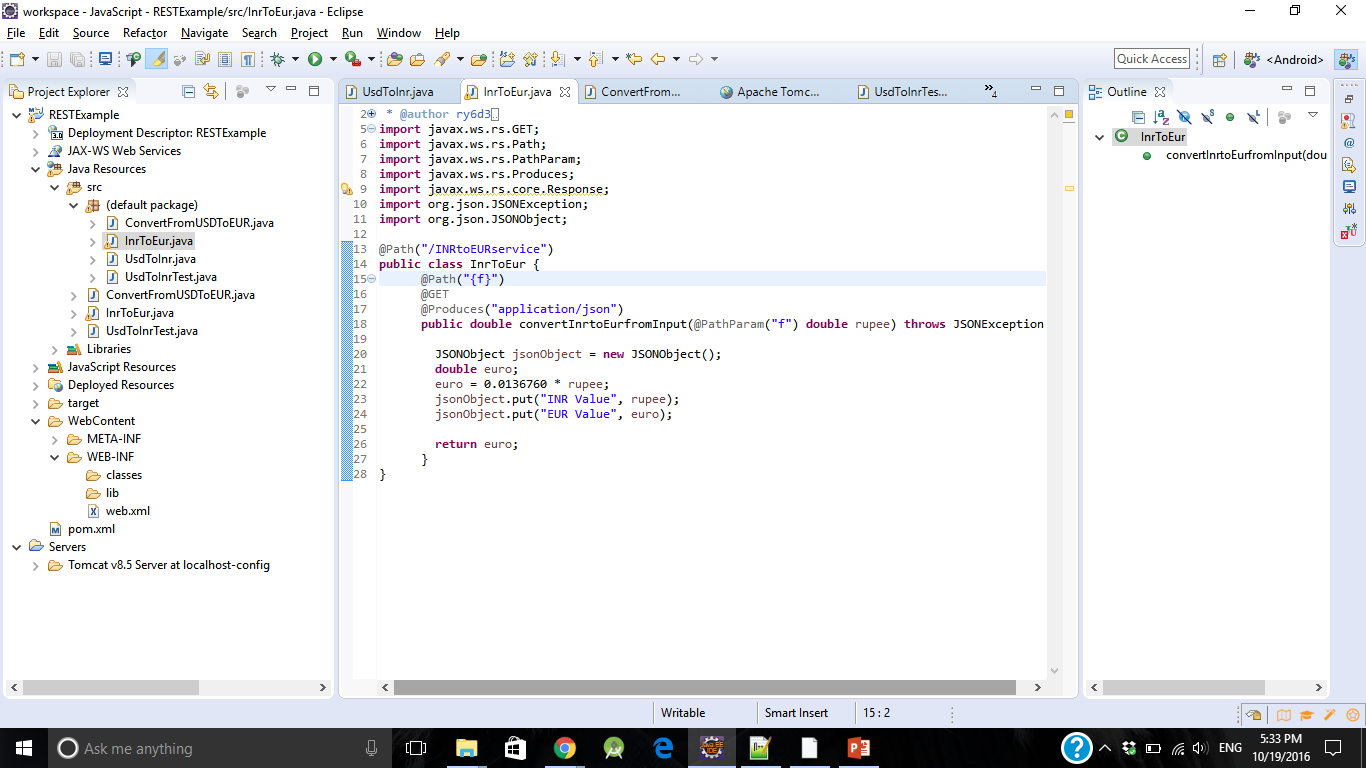 workspace - JavaScript - RESTExample/src/InrToEur.java - Eclipse
File Edit Source Refactor Navigate Search Project Run Window Help
Quick Access <Android>
Project Explorer
RESTExample
Deployment Descriptor: RESTExample
JAX-WS Web Services
Java Resources
src
(default package)
ConvertFromUSDToEUR.java
InrToEur.java
UsdToInr.java
UsdToInrTest.java
ConvertFromUSDToEUR.java
InrToEur.java
UsdToInrTest.java
Libraries
JavaScript Resources
Deployed Resources
target
WebContent
META-INF
WEB-INF
classes
lib
web.xml
pom.xml
Servers
Tomcat v8.5 Server at localhost-config
UsdToInr.java InrToEur.java ConvertFrom... Apache Tomc... UsdToInrTes... »4
2 * @author ry6d3
5 import javax.ws.rs.GET;
6 import javax.ws.rs.Path;
7 import javax.ws.rs.PathParam;
8 import javax.ws.rs.Produces;
9 import javax.ws.rs.core.Response;
10 import org.json.JSONException;
11 import org.json.JSONObject;
12
13 @Path("/INRtoEURservice")
14 public class InrToEur {
15 @Path("{f}")
16 @GET
17 @Produces("application/json")
18 public double convertInrtoEurfromInput(@PathParam("f") double rupee) throws JSONException
19
20 JSONObject jsonObject = new JSONObject();
21 double euro;
22 euro = 0.0136760 * rupee;
23 jsonObject.put("INR Value", rupee);
24 jsonObject.put("EUR Value", euro);
25
26 return euro;
27 }
28 }
Outline
InrToEur
convertInrtoEurfromInput(dou
Writable Smart Insert 15 : 2
Ask me anything
ENG
5:33 PM
10/19/2016